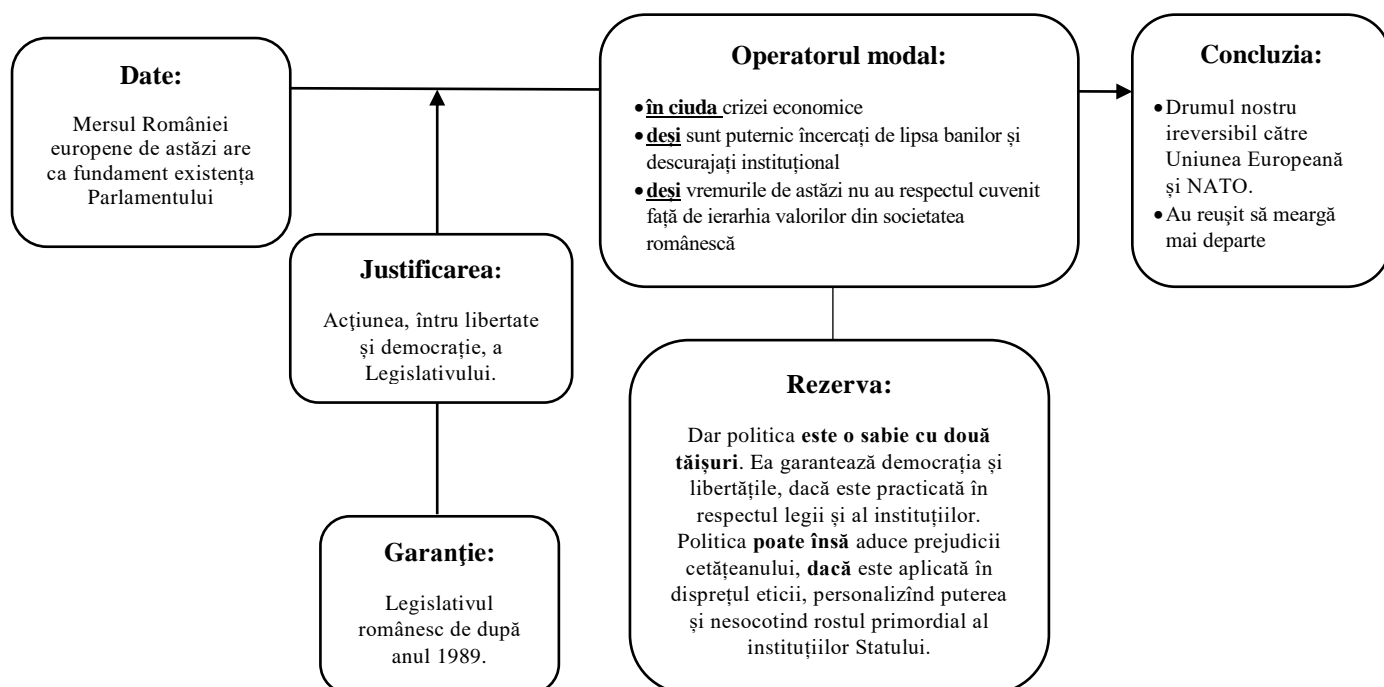 Date:
Mersul României
europene de astăzi are
ca fundament existența
Parlamentului
Operatorul modal:
•în ciuda crizei economice
•deși sunt puternic încercați de lipsa banilor și
descurajați instituțional
•deși vremurile de astăzi nu au respectul cuvenit
față de ierarhia valorilor din societatea
românescă
Concluzia:
•Drumul nostru
ireversibil către
Uniunea Europeană
și NATO.
•Au reușit să meargă
mai departe
Justificarea:
Acţiunea, întru libertate
și democrație, a
Legislativului.
Rezerva:
Dar politica este o sabie cu două
tăișuri. Ea garantează democrația și
libertățile, dacă este practicată în
respectul legii și al instituțiilor.
Politica poate însă aduce prejudicii
cetățeanului, dacă este aplicată în
disprețul eticii, personalizînd puterea
și nesocotind rostul primordial al
instituțiilor Statului.
Garanţie:
Legislativul
românesc de după
anul 1989.